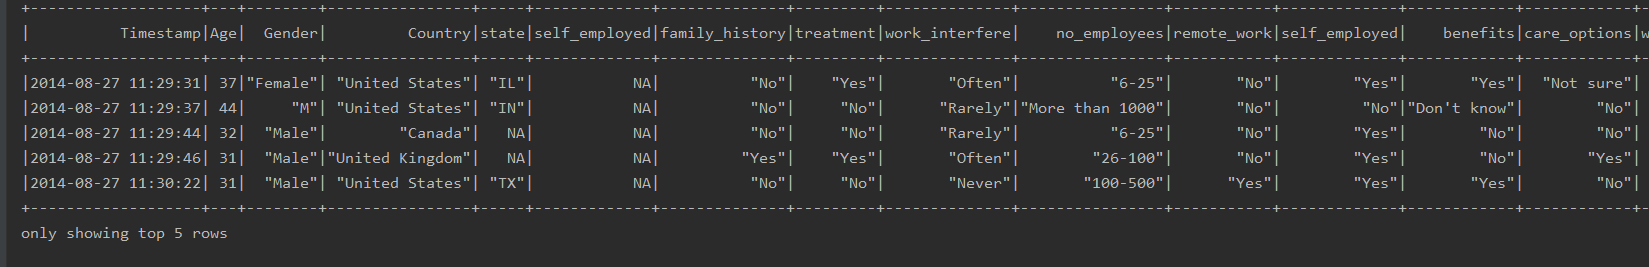 +-------------------+---+--------+----------------+-----+-------------+--------------+---------+--------------+----------------+-----------+-------------+------------+------------+-
|          Timestamp|Age|  Gender|         Country|state|self_employed|family_history|treatment|work_interfere|    no_employees|remote_work|self_employed|    benefits|care_options|w
+-------------------+---+--------+----------------+-----+-------------+--------------+---------+--------------+----------------+-----------+-------------+------------+------------+-
|2014-08-27 11:29:31| 37|"Female"| "United States"| "IL"|           NA|          "No"|    "Yes"|       "Often"|          "6-25"|       "No"|        "Yes"|       "Yes"|  "Not sure"|
|2014-08-27 11:29:37| 44|     "M"| "United States"| "IN"|           NA|          "No"|     "No"|      "Rarely"|"More than 1000"|       "No"|         "No"|"Don't know"|        "No"|
|2014-08-27 11:29:44| 32|  "Male"|        "Canada"|   NA|           NA|          "No"|     "No"|      "Rarely"|          "6-25"|       "No"|        "Yes"|        "No"|        "No"|
|2014-08-27 11:29:46| 31|  "Male"|"United Kingdom"|   NA|           NA|         "Yes"|    "Yes"|       "Often"|        "26-100"|       "No"|        "Yes"|        "No"|       "Yes"|
|2014-08-27 11:30:22| 31|  "Male"| "United States"| "TX"|           NA|          "No"|     "No"|       "Never"|       "100-500"|      "Yes"|        "Yes"|       "Yes"|        "No"|
+-------------------+---+--------+----------------+-----+-------------+--------------+---------+--------------+----------------+-----------+-------------+------------+------------+-
only showing top 5 rows